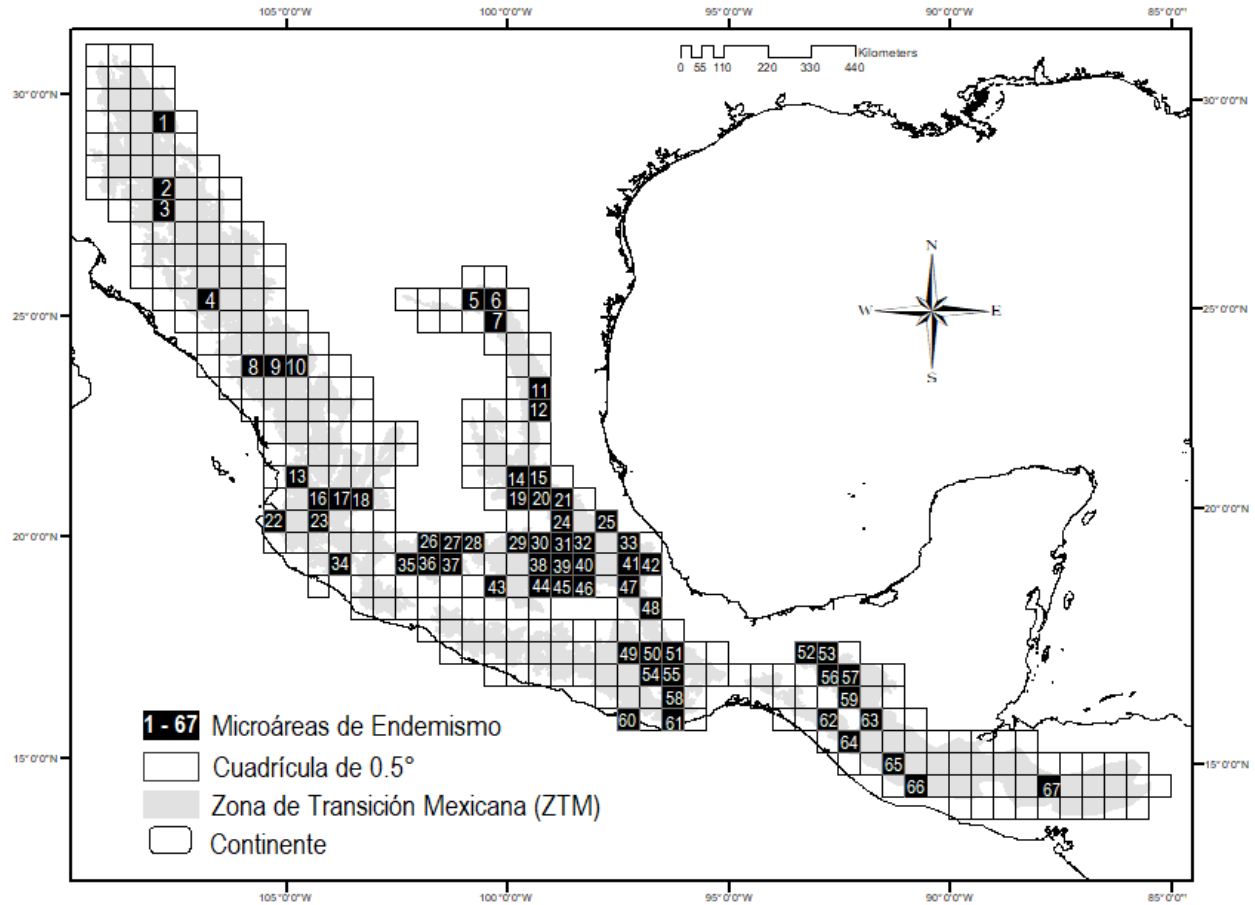 105°0'0"W 100°0'0"W 95°0'0"W 90°0'0"W 85°0'0"W
Kilometers
0 55 110 220 330 440
30°0'0"N 30°0'0"N
1
2
3
N
W E
S
4 5 6
25°0'0"N 25°0'0"N
7
8 9 10
11
12
13 14 15
16 17 18 19 20 21
20°0'0"N 20°0'0"N
22 23 24 25
26 27 28 29 30 31 32 33
34 35 36 37 38 39 40 41 42
43 44 45 46 47
48
49 50 51 52 53
54 55 56 57
58 59
60 61 62 63
64
15°0'0"N 15°0'0"N
65
66 67
1 - 67 Microáreas de Endemismo
Cuadrícula de 0.5°
Zona de Transición Mexicana (ZTM)
Continente
105°0'0"W 100°0'0"W 95°0'0"W 90°0'0"W 85°0'0"W